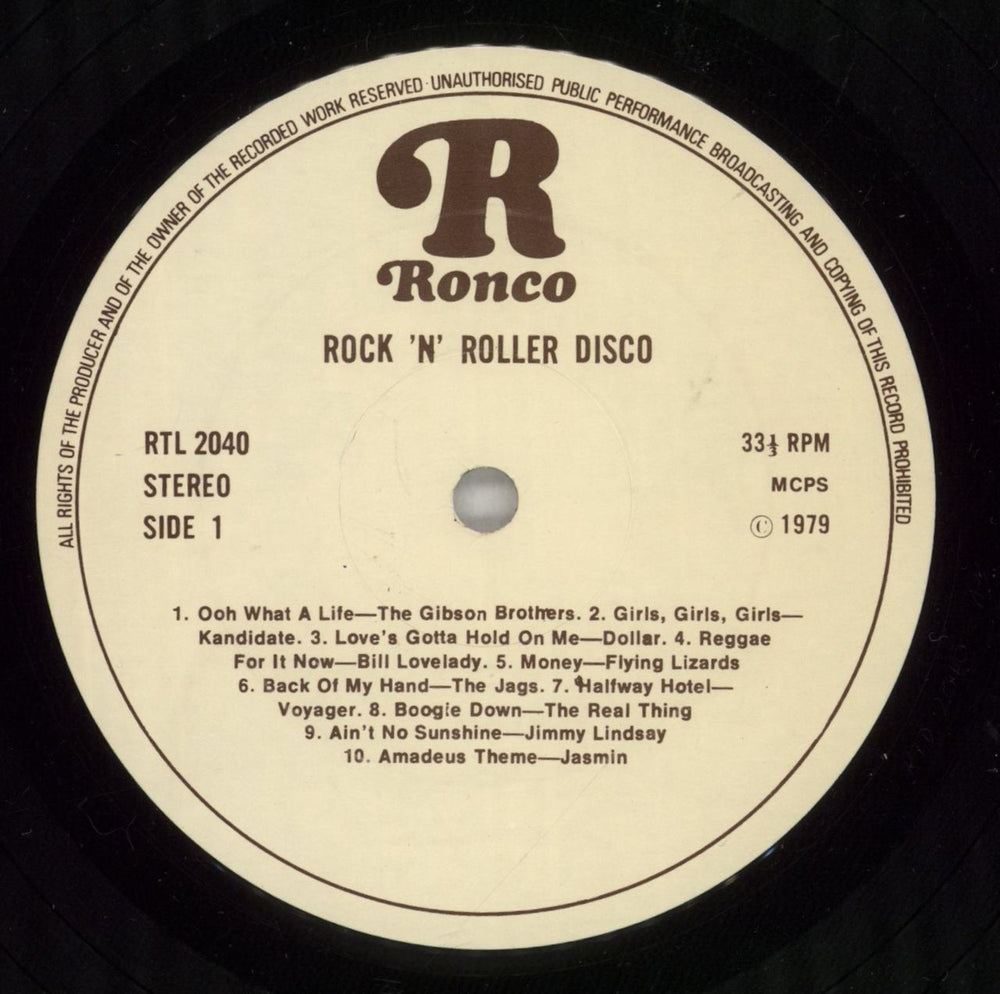 ALL RIGHTS OF THE PRODUCER AND OF THE OWNER OF THE RECORDED WORK RESERVED · UNAUTHORISED PUBLIC PERFORMANCE BROADCASTING AND COPYING OF THIS RECORD PROHIBITED
R
Ronco
ROCK 'N' ROLLER DISCO
RTL 2040
STEREO
SIDE 1
33⅓ RPM
MCPS
© 1979
1. Ooh What A Life—The Gibson Brothers. 2. Girls, Girls, Girls—
Kandidate. 3. Love's Gotta Hold On Me—Dollar. 4. Reggae
For It Now—Bill Lovelady. 5. Money—Flying Lizards
6. Back Of My Hand—The Jags. 7. Halfway Hotel—
Voyager. 8. Boogie Down—The Real Thing
9. Ain't No Sunshine—Jimmy Lindsay
10. Amadeus Theme—Jasmin